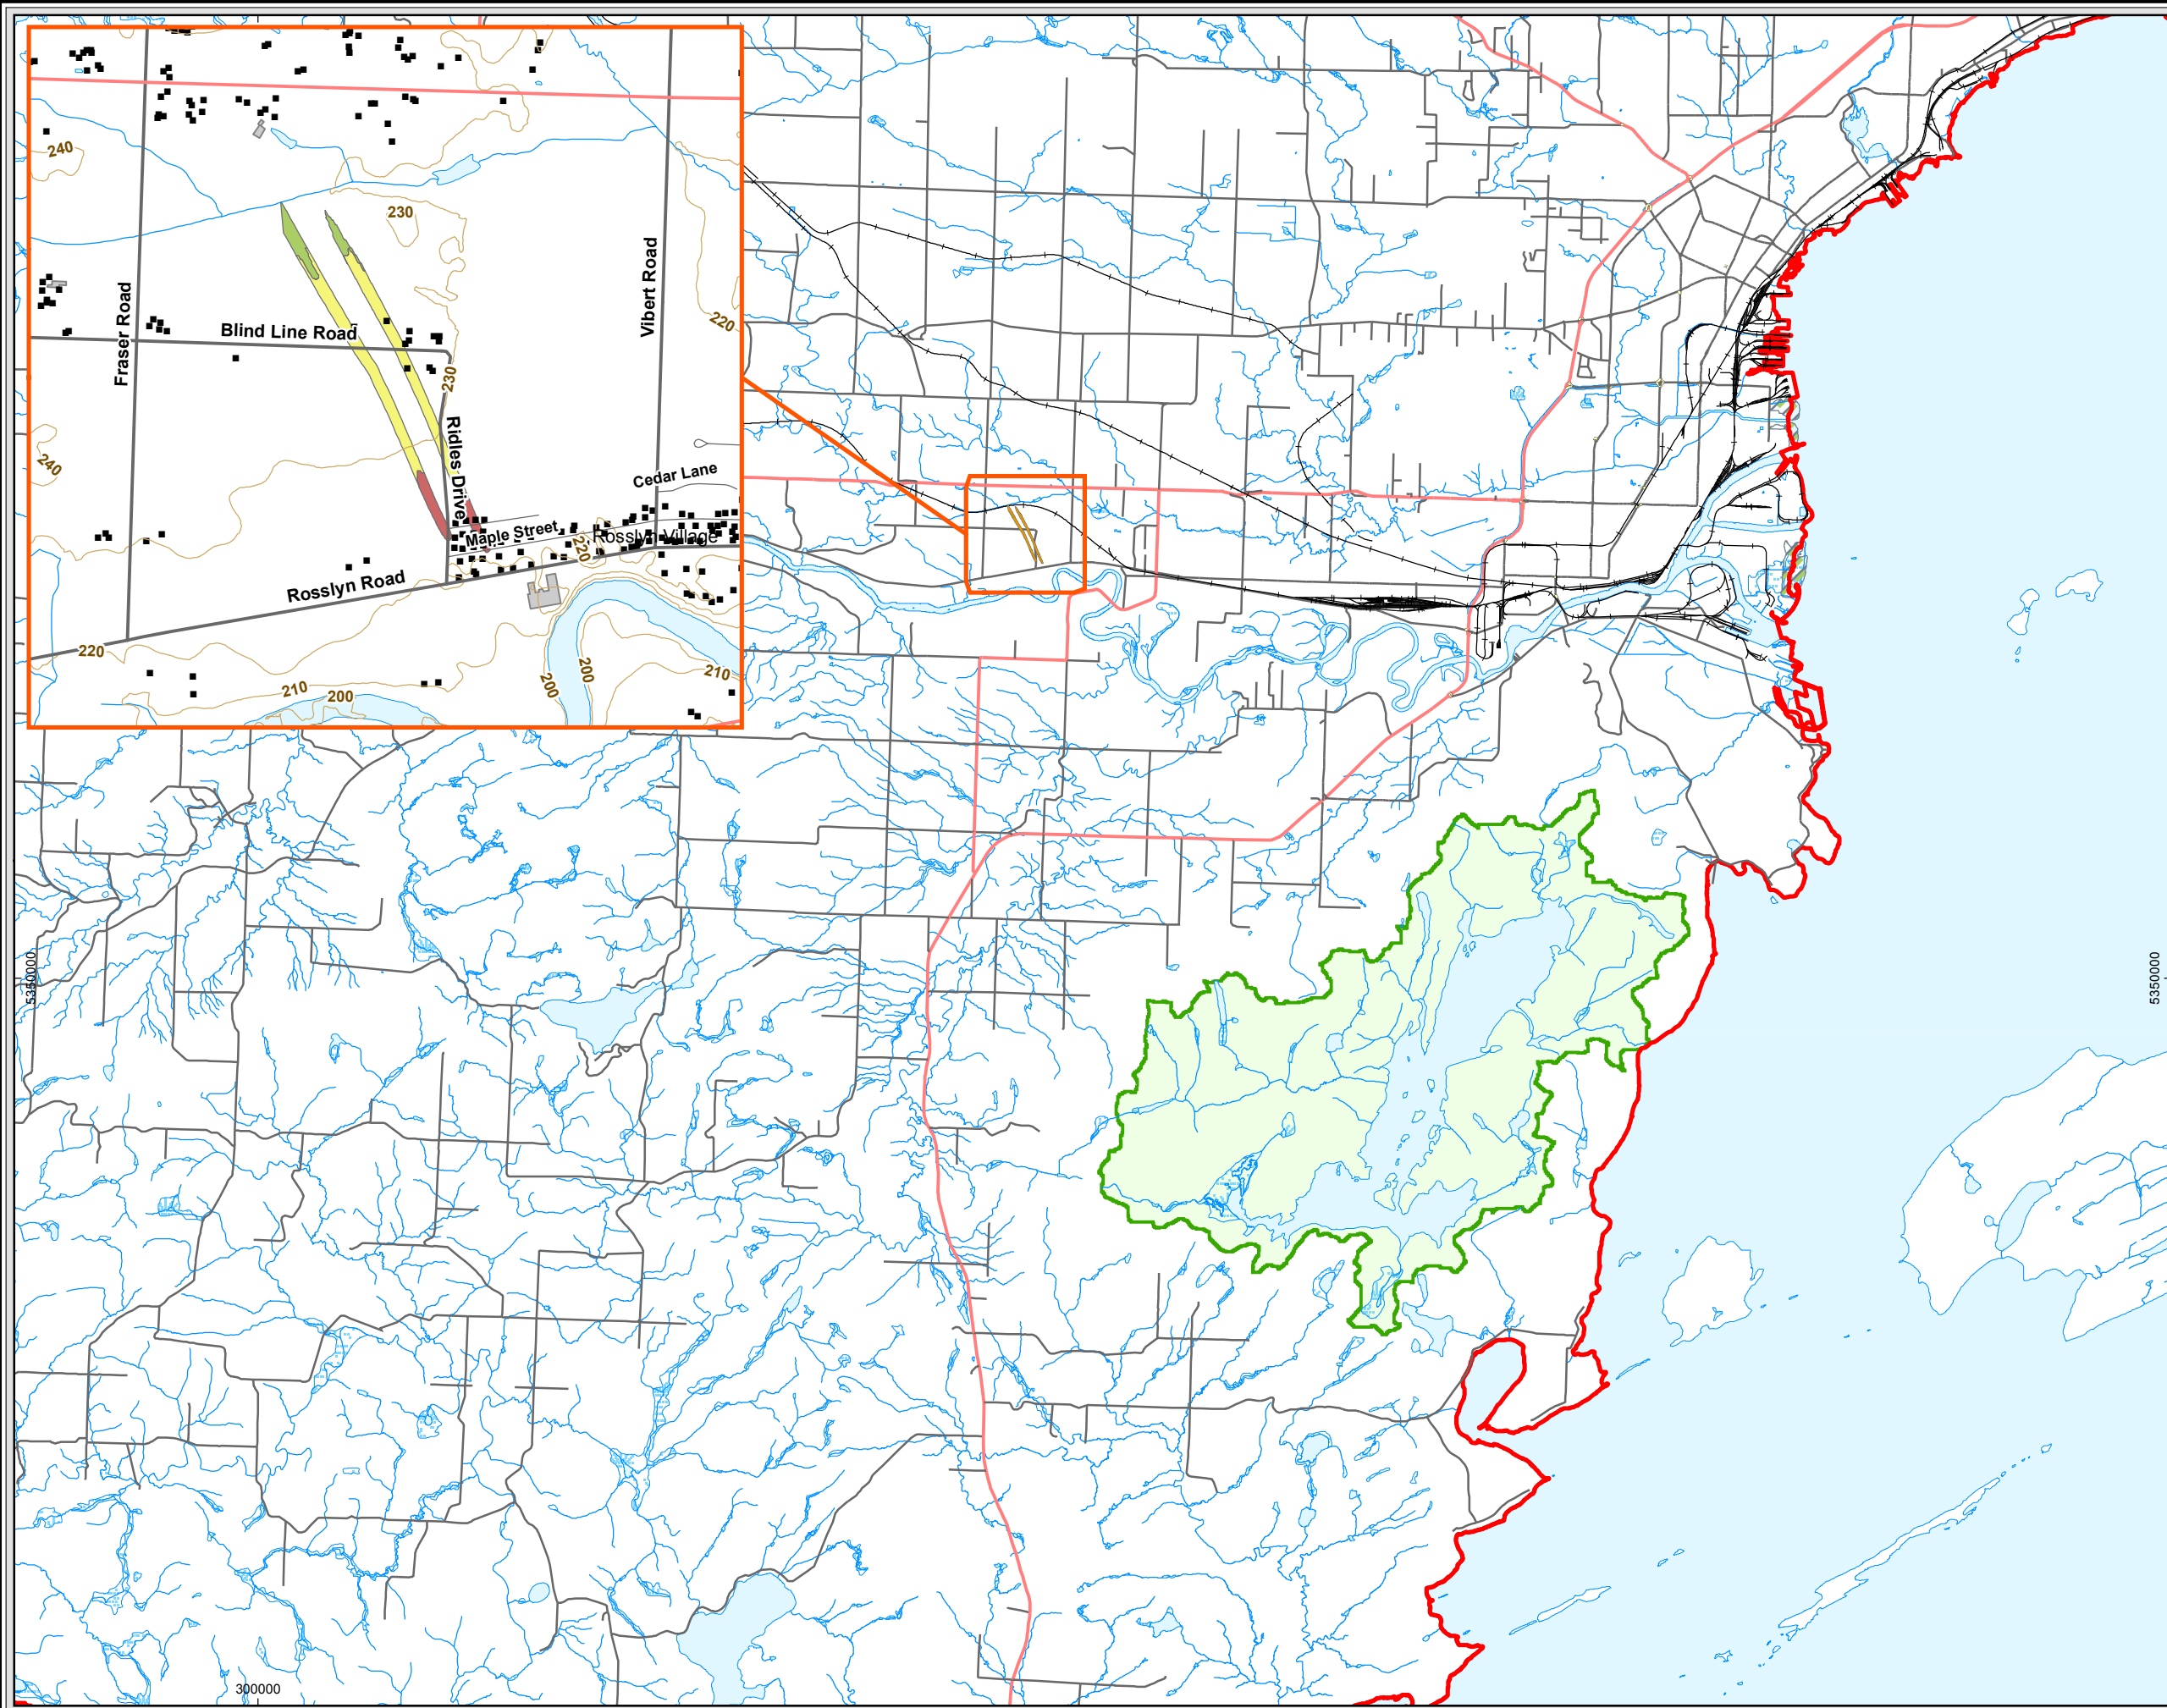 240
230
Fraser Road
Vibert Road
220
Blind Line Road
230
Ridles Drive
240
Cedar Lane
Maple Street
220
Rosslyn Village
Rosslyn Road
220
210
200
200
200
210
5350000
5350000
300000